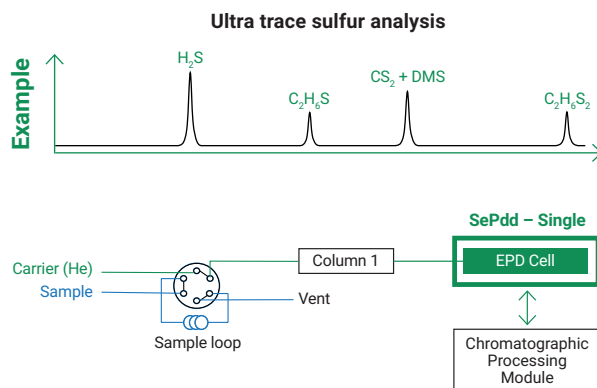 Ultra trace sulfur analysis
Example
H₂S
C₂H₆S
CS₂ + DMS
C₂H₆S₂
SePdd – Single
EPD Cell
Column 1
Carrier (He)
Sample
Vent
Sample loop
Chromatographic
Processing
Module